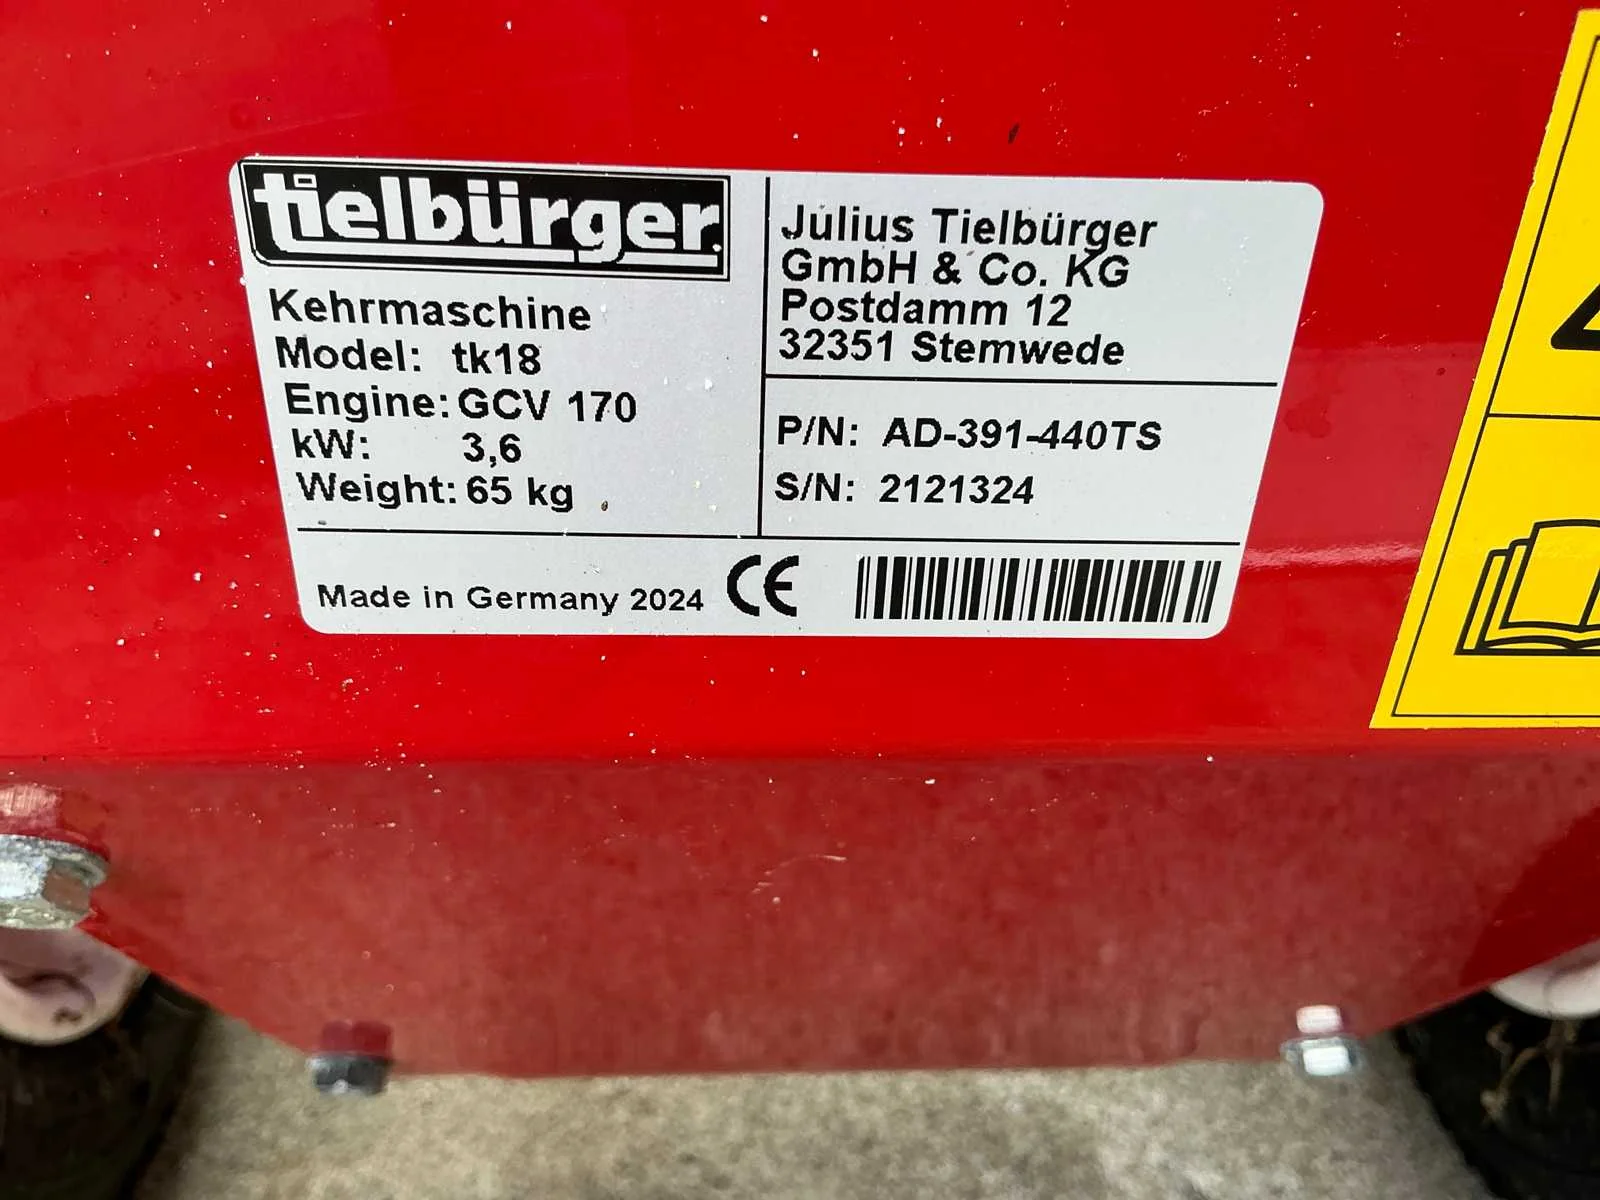 tielbürger
Kehrmaschine
Model: tk18
Engine: GCV 170
kW: 3,6
Weight: 65 kg
Julius Tielbürger
GmbH & Co. KG
Postdamm 12
32351 Stemwede
P/N: AD-391-440TS
S/N: 2121324
Made in Germany 2024 CE